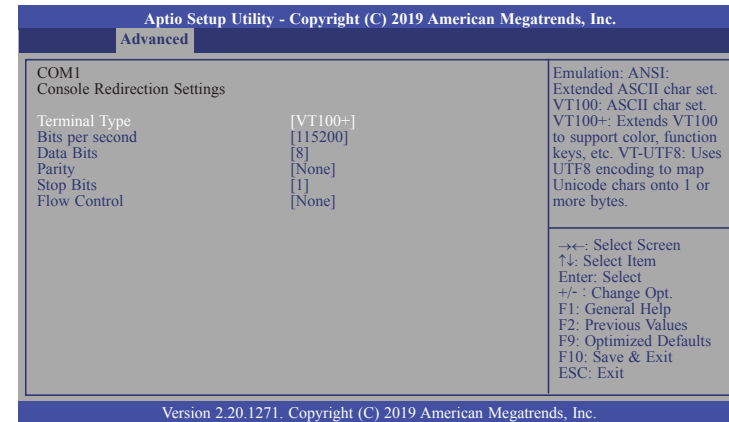 Aptio Setup Utility - Copyright (C) 2019 American Megatrends, Inc.
Advanced
COM1
Console Redirection Settings
Terminal Type [VT100+]
Bits per second [115200]
Data Bits [8]
Parity [None]
Stop Bits [1]
Flow Control [None]
Emulation: ANSI:
Extended ASCII char set.
VT100: ASCII char set.
VT100+: Extends VT100
to support color, function
keys, etc. VT-UTF8: Uses
UTF8 encoding to map
Unicode chars onto 1 or
more bytes.
→←: Select Screen
↑↓: Select Item
Enter: Select
+/- : Change Opt.
F1: General Help
F2: Previous Values
F9: Optimized Defaults
F10: Save & Exit
ESC: Exit
Version 2.20.1271. Copyright (C) 2019 American Megatrends, Inc.